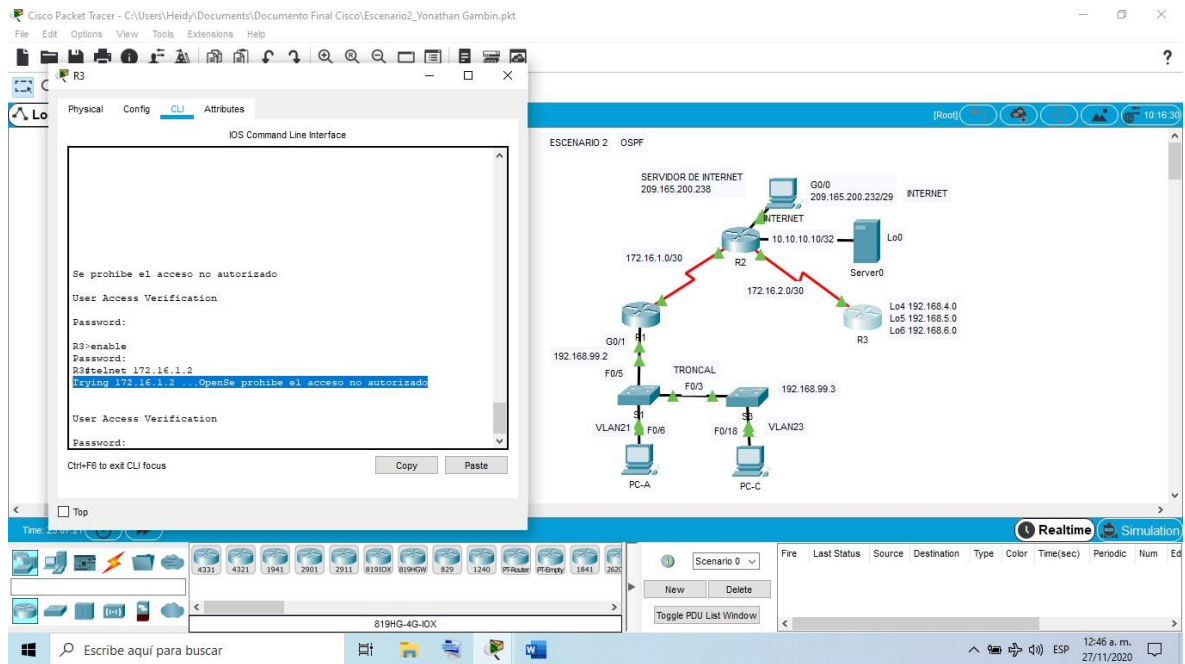 Cisco Packet Tracer - C:\Users\Heidy\Documents\Documento Final Cisco\Escenario2_Yonathan Gambin.pkt
File Edit Options View Tools Extensions Help
?
R3
Physical Config CLI Attributes
IOS Command Line Interface
Se prohibe el acceso no autorizado
User Access Verification
Password:
R3>enable
Password:
R3#telnet 172.16.1.2
Trying 172.16.1.2 ...OpenSe prohibe el acceso no autorizado
User Access Verification
Password:
Ctrl+F6 to exit CLI focus
Copy Paste
Top
Lo
[Root]
10:16:30
ESCENARIO 2 OSPF
SERVIDOR DE INTERNET
209.165.200.238
G0/0
209.165.200.232/29
INTERNET
INTERNET
10.10.10.10/32
Lo0
R2
Server0
172.16.1.0/30
172.16.2.0/30
Lo4 192.168.4.0
Lo5 192.168.5.0
Lo6 192.168.6.0
R3
R1
G0/1
192.168.99.2
F0/5
TRONCAL
F0/3
192.168.99.3
S1
S3
VLAN21
F0/6
F0/18
VLAN23
PC-A
PC-C
Time:
Realtime
Simulation
4331 4321 1941 2901 2911 819IOX 819HGW 829 1240 PT-Router PT-Empty 1841
819HG-4G-IOX
Scenario 0
New Delete
Toggle PDU List Window
Fire Last Status Source Destination Type Color Time(sec) Periodic Num Ed
Escribe aquí para buscar
ESP
12:46 a. m.
27/11/2020